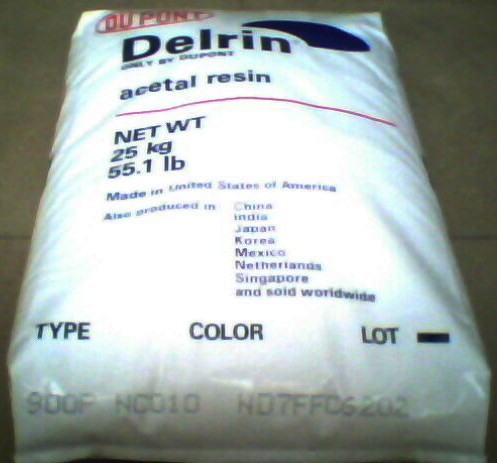 DU PONT
Delrin®
ONLY BY DUPONT
acetal resin
NET WT
25 kg
55.1 lb
Made in United States of America
Also produced in China
India
Japan
Korea
Mexico
Netherlands
Singapore
and sold worldwide
TYPE COLOR LOT
900P NC010 ND7FFC6202